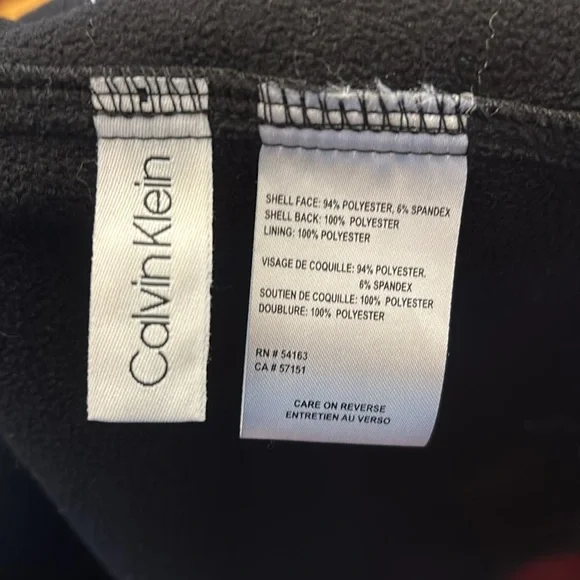 Calvin Klein
SHELL FACE: 94% POLYESTER, 6% SPANDEX
SHELL BACK: 100% POLYESTER
LINING: 100% POLYESTER
VISAGE DE COQUILLE: 94% POLYESTER.
6% SPANDEX
SOUTIEN DE COQUILLE: 100% POLYESTER
DOUBLURE: 100% POLYESTER
RN # 54163
CA # 57151
CARE ON REVERSE
ENTRETIEN AU VERSO